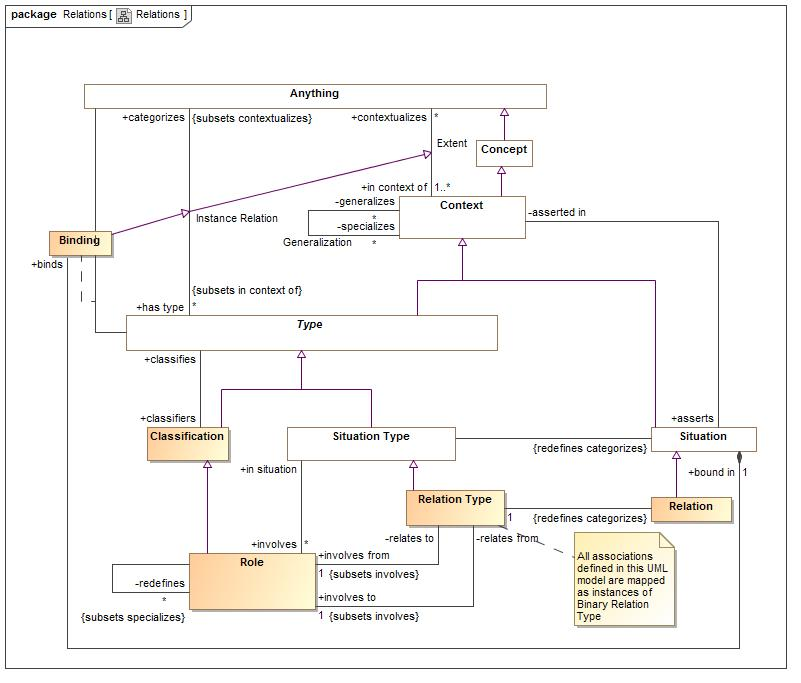 package Relations [ Relations ]
Anything
+categorizes
{subsets contextualizes}
+contextualizes
*
Extent
Concept
+in context of
1..*
-generalizes
*
-specializes
Generalization
*
Context
-asserted in
Instance Relation
Binding
+binds
{subsets in context of}
+has type
*
Type
+classifies
+classifiers
Classification
Situation Type
+asserts
Situation
{redefines categorizes}
+in situation
+bound in
1
Relation Type
1
{redefines categorizes}
Relation
-relates to
-relates from
+involves
*
Role
+involves from
1
{subsets involves}
-redefines
*
{subsets specializes}
+involves to
1
{subsets involves}
All associations
defined in this UML
model are mapped
as instances of
Binary Relation
Type